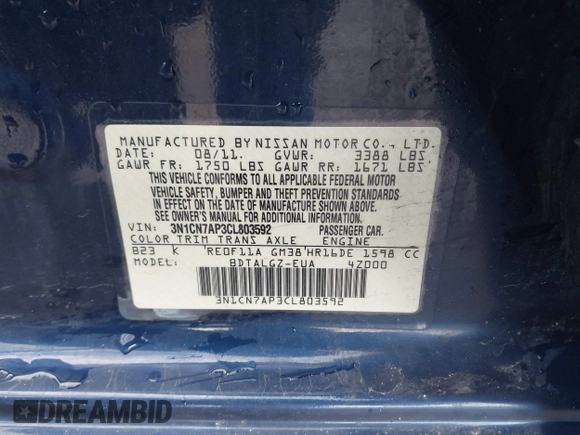 MANUFACTURED BY NISSAN MOTOR CO., LTD.
DATE: 08/11. GVWR: 3388 LBS
GAWR FR: 1750 LBS GAWR RR: 1671 LBS
THIS VEHICLE CONFORMS TO ALL APPLICABLE FEDERAL MOTOR
VEHICLE SAFETY, BUMPER AND THEFT PREVENTION STANDARDS
IN EFFECT ON THE DATE OF MANUFACTURE SHOWN ABOVE.
SEE OWNER'S MANUAL FOR ADDITIONAL INFORMATION.
VIN: 3N1CN7AP3CL803592 PASSENGER CAR.
COLOR TRIM TRANS AXLE ENGINE
B23 K RE0F11A GM38 HR16DE 1598 CC
BDTALGZ-EUA 4Z000
3N1CN7AP3CL803592
DREAMBID